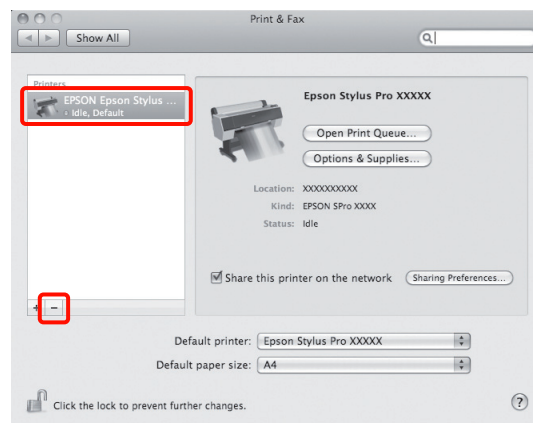 Print & Fax
Show All
Printers
EPSON Epson Stylus ...
Idle, Default
Epson Stylus Pro XXXXX
Open Print Queue...
Options & Supplies...
Location: XXXXXXXXXX
Kind: EPSON SPro XXXX
Status: Idle
Share this printer on the network
Sharing Preferences...
+ −
Default printer: Epson Stylus Pro XXXXX
Default paper size: A4
Click the lock to prevent further changes.
?